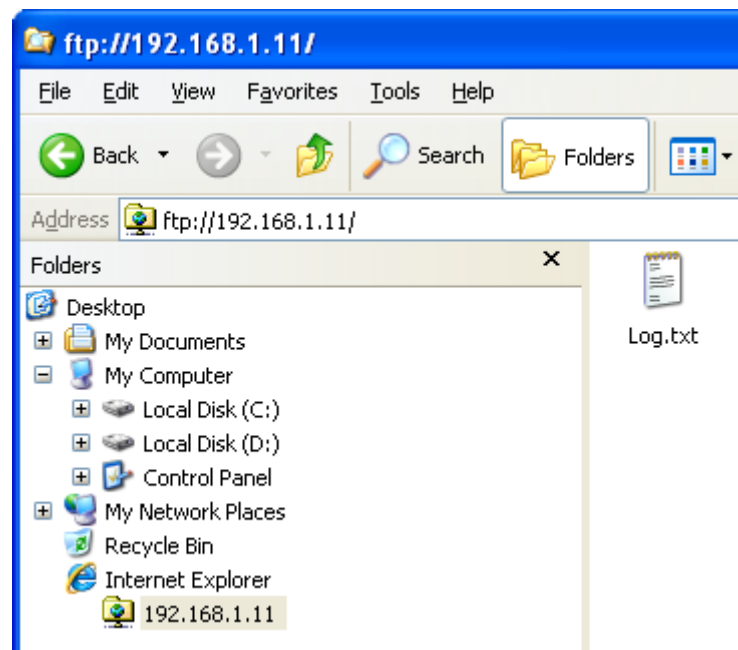 ftp://192.168.1.11/
File Edit View Favorites Tools Help
Back Search Folders
Address ftp://192.168.1.11/
Folders
Desktop
My Documents
My Computer
Local Disk (C:)
Local Disk (D:)
Control Panel
My Network Places
Recycle Bin
Internet Explorer
192.168.1.11
Log.txt